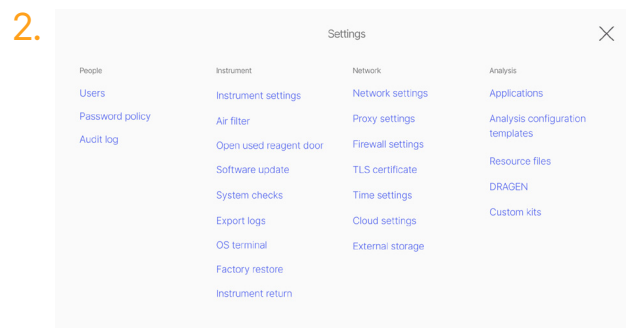 2.
Settings
People
Users
Password policy
Audit log
Instrument
Instrument settings
Air filter
Open used reagent door
Software update
System checks
Export logs
OS terminal
Factory restore
Instrument return
Network
Network settings
Proxy settings
Firewall settings
TLS certificate
Time settings
Cloud settings
External storage
Analysis
Applications
Analysis configuration
templates
Resource files
DRAGEN
Custom kits